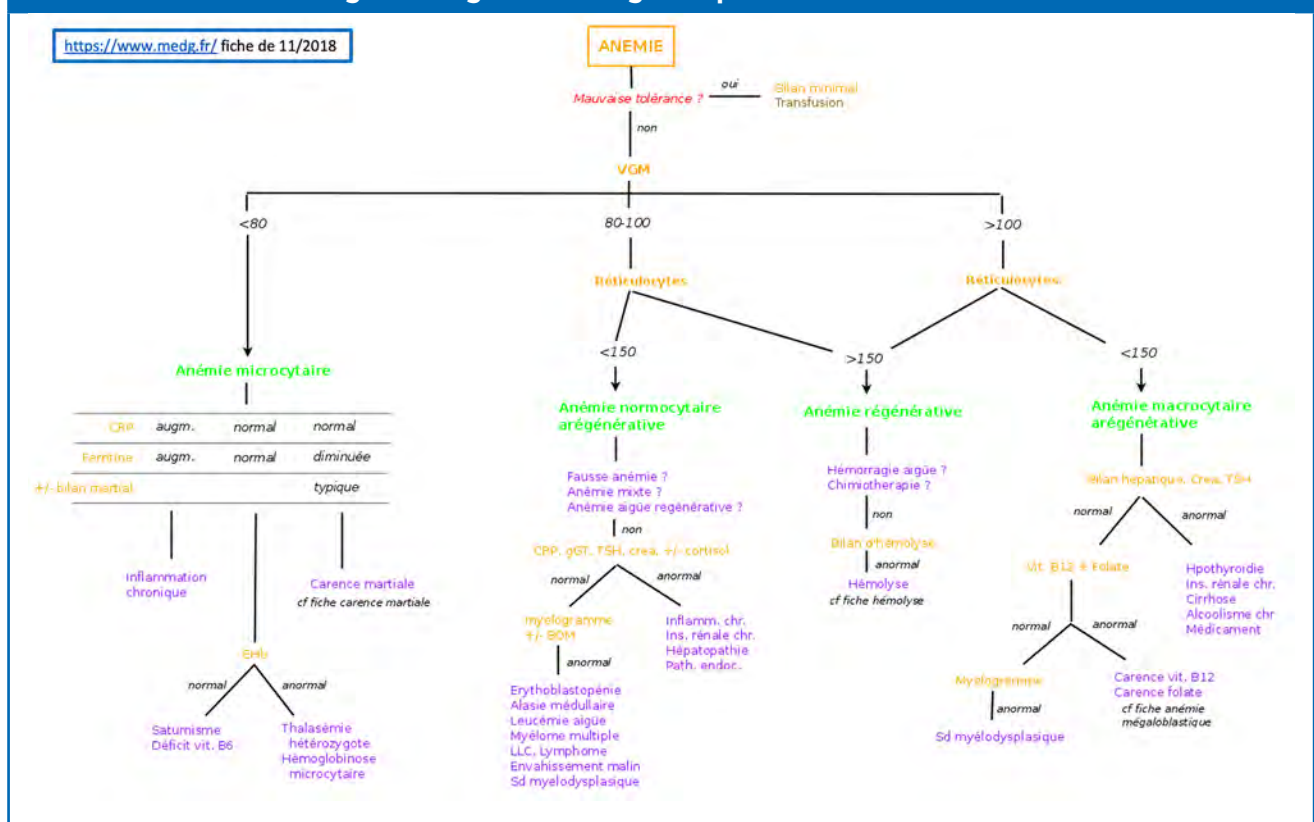 https://www.medg.fr/ fiche de 11/2018
ANEMIE
Mauvaise tolérance ?
oui
Bilan minimal
Transfusion
non
VGM
<80
80-100
>100
Réticulocytes
Réticulocytes
<150
>150
<150
Anémie microcytaire
CRP augm. normal normal
Ferritine augm. normal diminuée
+/- bilan martial typique
Inflammation
chronique
Carence martiale
cf fiche carence martiale
EHb
normal
anormal
Saturnisme
Déficit vit. B6
Thalasémie
hétérozygote
Hémoglobinose
microcytaire
Anémie normocytaire
arégénérative
Fausse anémie ?
Anémie mixte ?
Anémie aigüe regénérative ?
non
CRP, gGT, TSH, crea, +/- cortisol
normal
anormal
myelogramme
+/- BOM
anormal
Erythoblastopénie
Alasie médullaire
Leucémie aigüe
Myélome multiple
LLC, Lymphome
Envahissement malin
Sd myelodysplasique
Inflamm. chr.
Ins. rénale chr.
Hépatopathie
Path. endoc.
Anémie régénérative
Hémorragie aigüe ?
Chimiotherapie ?
non
Bilan d'hémolyse
anormal
Hémolyse
cf fiche hémolyse
Anémie macrocytaire
arégénérative
Bilan hépatique, Crea, TSH
normal
anormal
Vit. B12 è Folate
Hpothyroidie
Ins. rénale chr.
Cirrhose
Alcoolisme chr
Médicament
normal
anormal
Myelogramme
anormal
Sd myélodysplasique
Carence vit. B12
Carence folate
cf fiche anémie
mégaloblastique